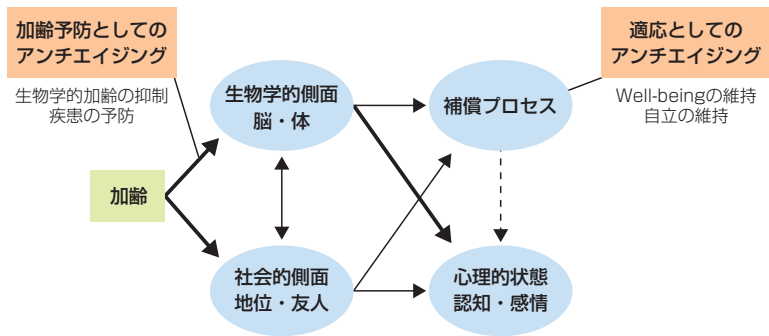 加齢予防としての
アンチエイジング
生物学的加齢の抑制
疾患の予防
加齢
生物学的側面
脳・体
社会的側面
地位・友人
補償プロセス
心理的状態
認知・感情
適応としての
アンチエイジング
Well-beingの維持
自立の維持